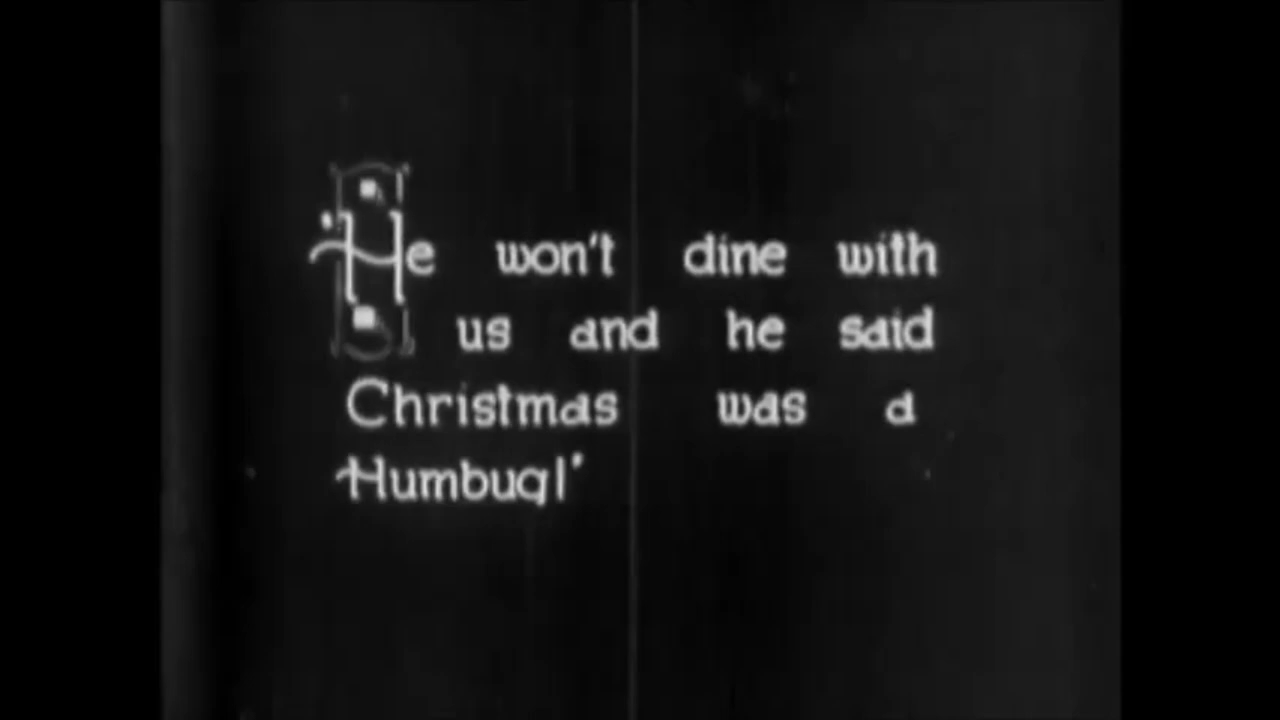 "He won't dine with
us and he said
Christmas was a
Humbug!"